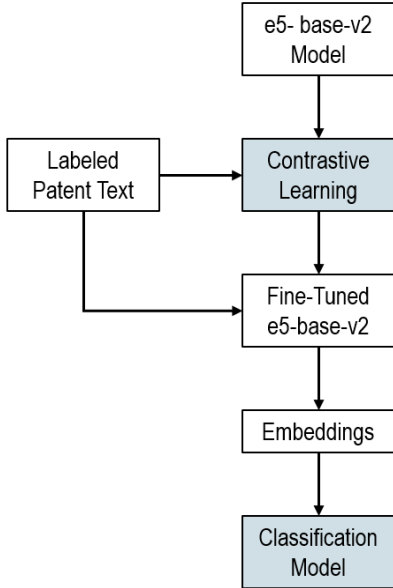 e5- base-v2
Model
Labeled
Patent Text
Contrastive
Learning
Fine-Tuned
e5-base-v2
Embeddings
Classification
Model